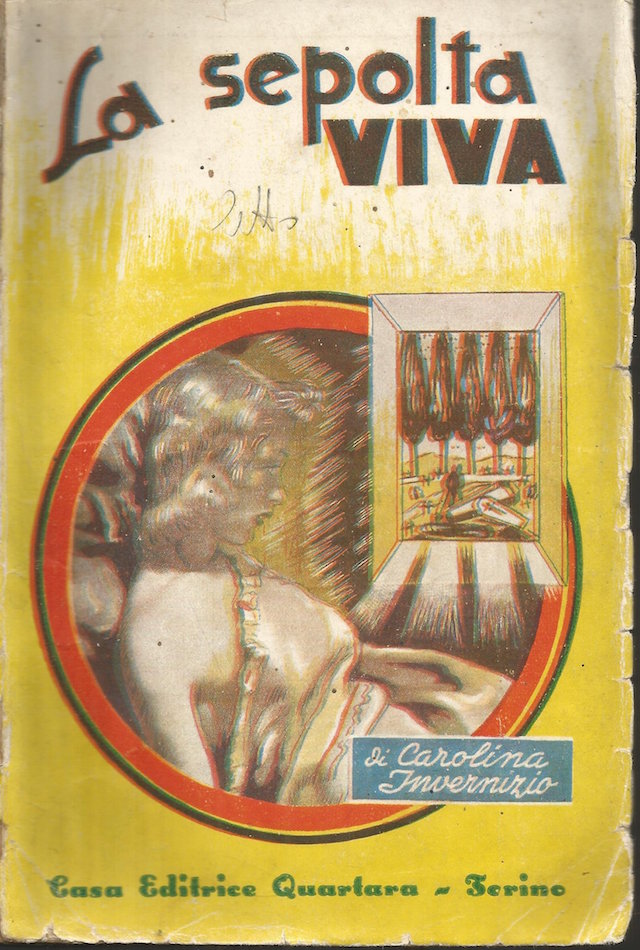 La sepolta
VIVA
di Carolina
Invernizio
Casa Editrice Quartara - Torino